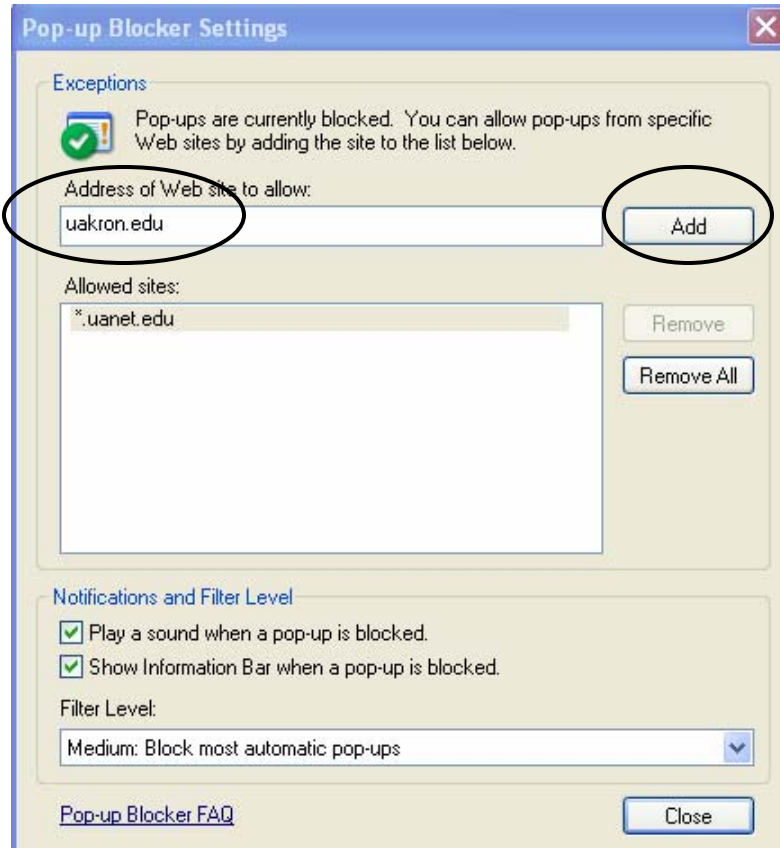 Pop-up Blocker Settings
Exceptions
Pop-ups are currently blocked. You can allow pop-ups from specific
Web sites by adding the site to the list below.
Address of Web site to allow:
uakron.edu
Add
Allowed sites:
*.uanet.edu
Remove
Remove All
Notifications and Filter Level
Play a sound when a pop-up is blocked.
Show Information Bar when a pop-up is blocked.
Filter Level:
Medium: Block most automatic pop-ups
Pop-up Blocker FAQ
Close